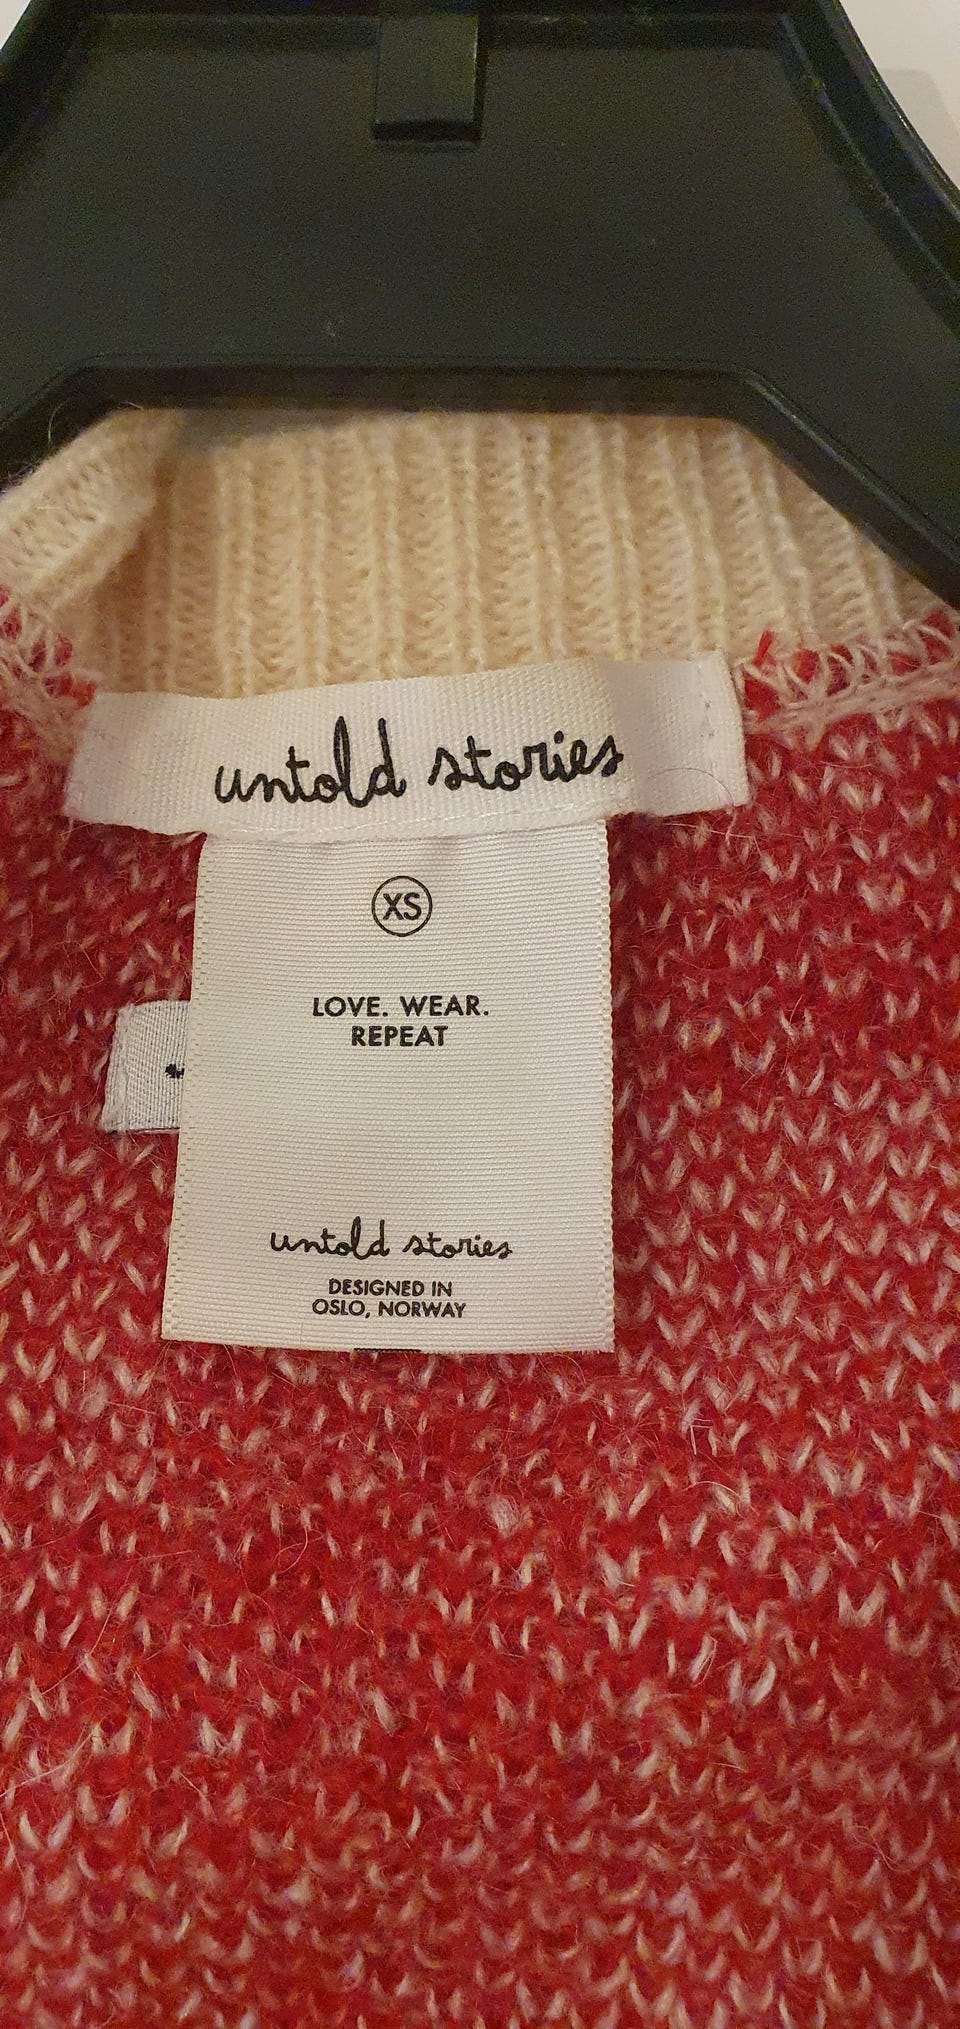 untold stories
XS
LOVE. WEAR.
REPEAT
untold stories
DESIGNED IN
OSLO, NORWAY